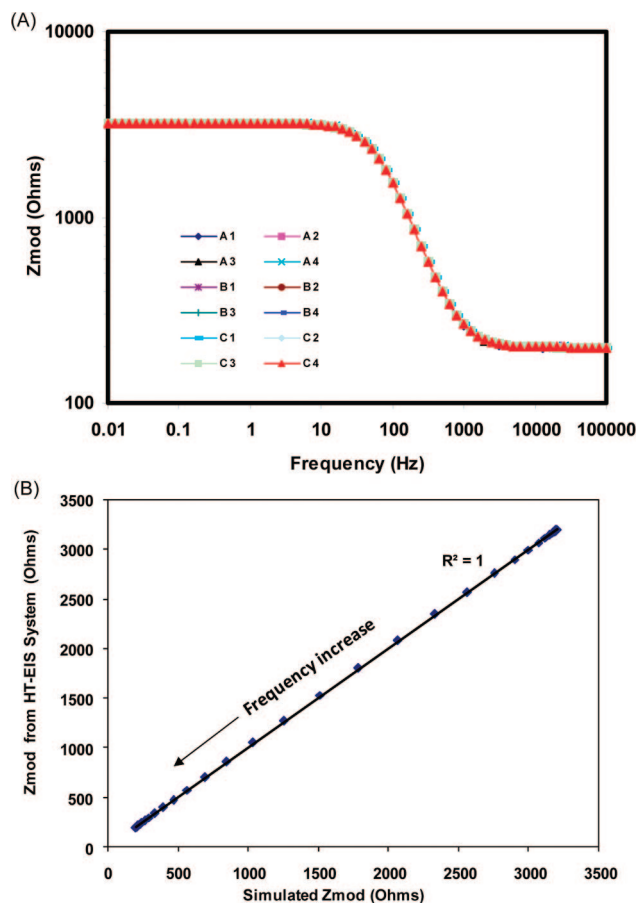 (A)
10000
1000
100
Zmod (Ohms)
A1 A2
A3 A4
B1 B2
B3 B4
C1 C2
C3 C4
0.01 0.1 1 10 100 1000 10000 100000
Frequency (Hz)
(B)
3500
3000
2500
2000
1500
1000
500
0
Zmod from HT-EIS System (Ohms)
R² = 1
Frequency increase
0 500 1000 1500 2000 2500 3000 3500
Simulated Zmod (Ohms)